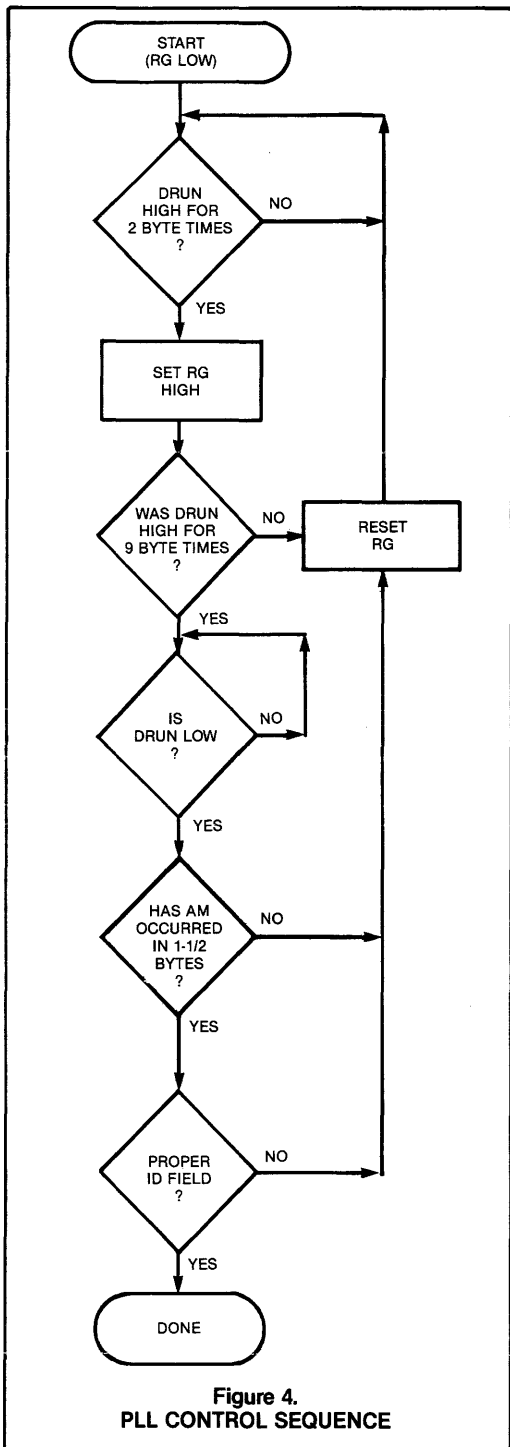 START
(RG LOW)
DRUN
HIGH FOR
2 BYTE TIMES
?
NO
YES
SET RG
HIGH
WAS DRUN
HIGH FOR
9 BYTE TIMES
?
NO
RESET
RG
YES
IS
DRUN LOW
?
NO
YES
HAS AM
OCCURRED
IN 1-1/2
BYTES
?
NO
YES
PROPER
ID FIELD
?
NO
YES
DONE
Figure 4.
PLL CONTROL SEQUENCE